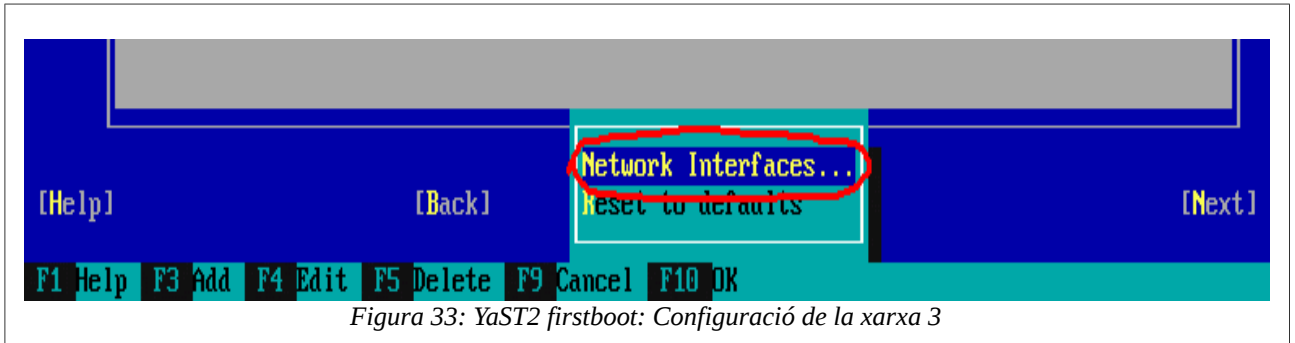 Network Interfaces...
[Help] [Back] Reset to defaults [Next]
F1 Help F3 Add F4 Edit F5 Delete F9 Cancel F10 OK
Figura 33: YaST2 firstboot: Configuració de la xarxa 3